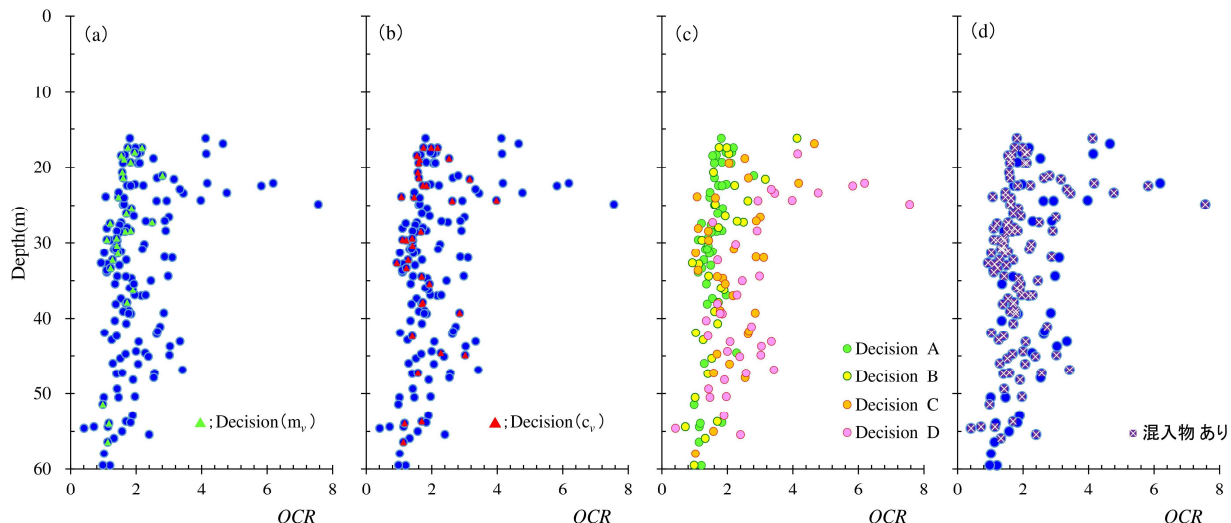 (a)
(b)
(c)
(d)
0
10
20
30
40
50
60
Depth(m)
▲ ;Decision(mᵥ)
▲ ;Decision(cᵥ)
Decision A
Decision B
Decision C
Decision D
混入物 あり
0 2 4 6 8
0 2 4 6 8
0 2 4 6 8
0 2 4 6 8
OCR
OCR
OCR
OCR